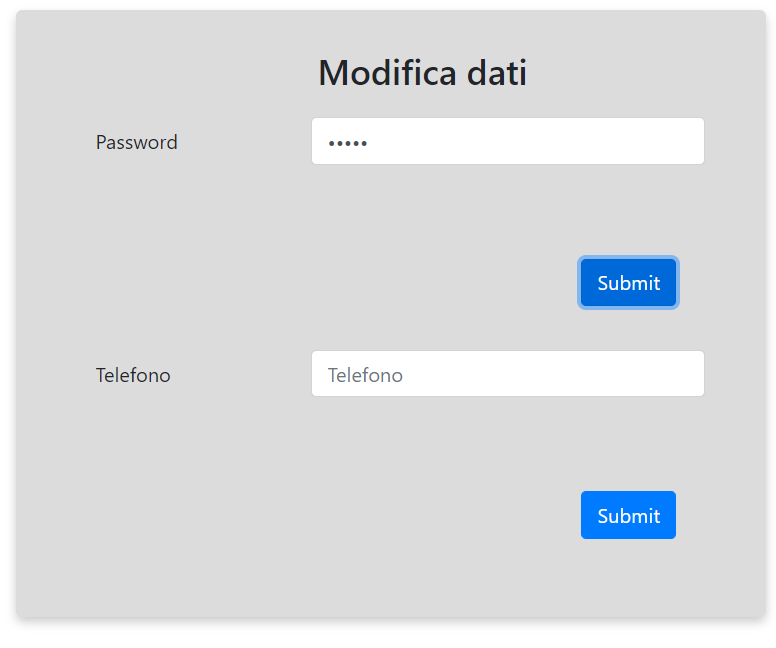 Modifica dati
Password •••••
Submit
Telefono Telefono
Submit